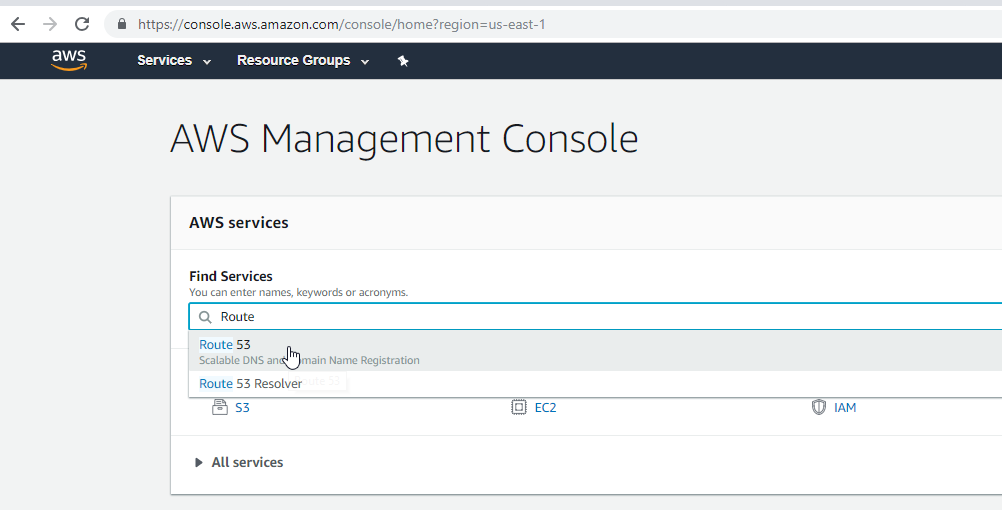 https://console.aws.amazon.com/console/home?region=us-east-1
aws Services Resource Groups
AWS Management Console
AWS services
Find Services
You can enter names, keywords or acronyms.
Route
Route 53
Scalable DNS and Domain Name Registration
Route 53 Resolver
S3 EC2 IAM
All services